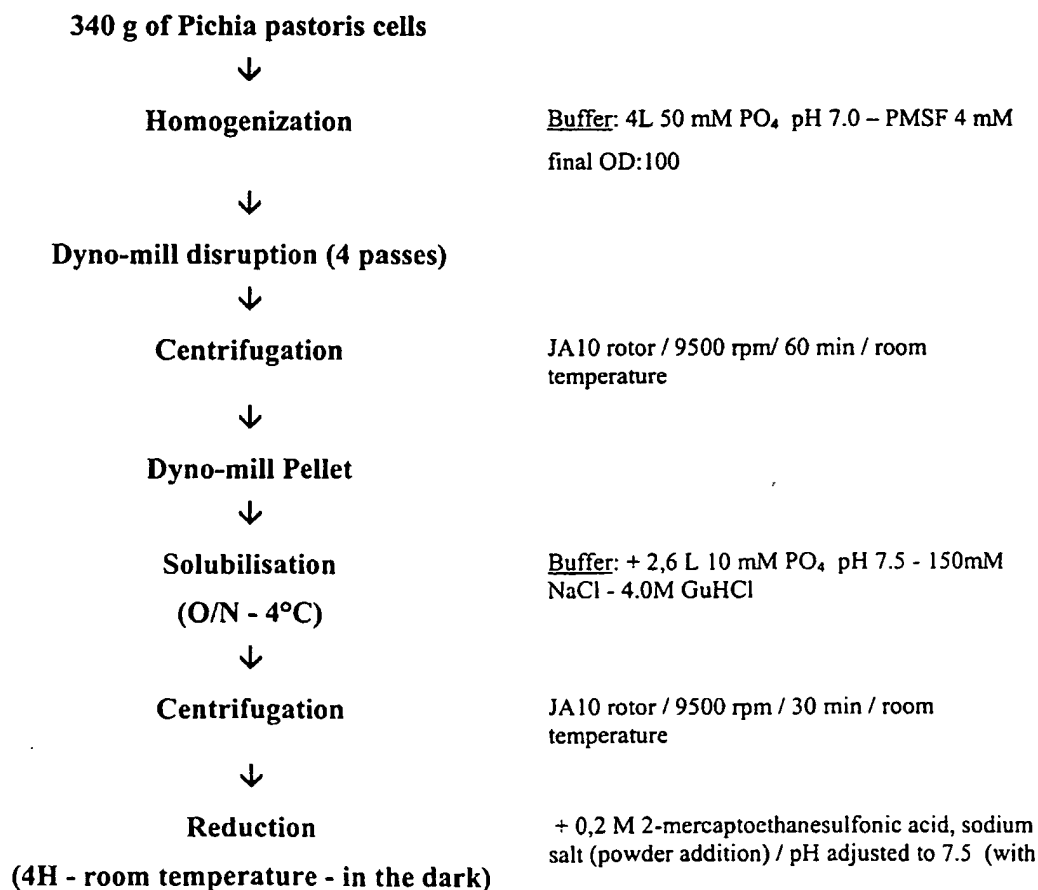 340 g of Pichia pastoris cells
↓
Homogenization
Buffer: 4L 50 mM PO₄ pH 7.0 – PMSF 4 mM
final OD:100
↓
Dyno-mill disruption (4 passes)
↓
Centrifugation
JA10 rotor / 9500 rpm/ 60 min / room
temperature
↓
Dyno-mill Pellet
↓
Solubilisation
(O/N - 4°C)
Buffer: + 2,6 L 10 mM PO₄ pH 7.5 - 150mM
NaCl - 4.0M GuHCl
↓
Centrifugation
JA10 rotor / 9500 rpm / 30 min / room
temperature
↓
Reduction
(4H - room temperature - in the dark)
+ 0,2 M 2-mercaptoethanesulfonic acid, sodium
salt (powder addition) / pH adjusted to 7.5 (with